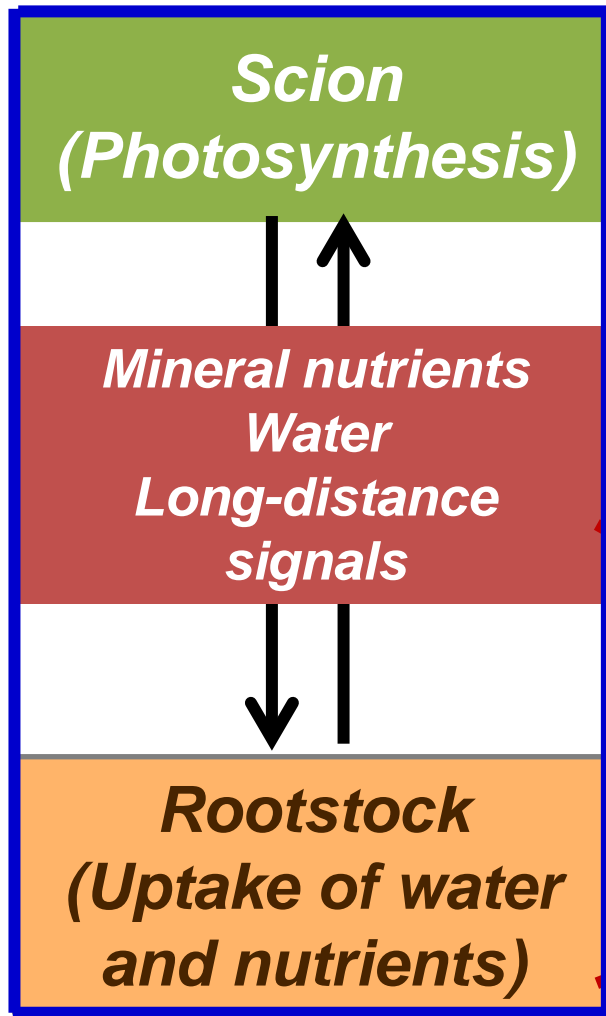 Scion
(Photosynthesis)
Mineral nutrients
Water
Long-distance
signals
Rootstock
(Uptake of water
and nutrients)